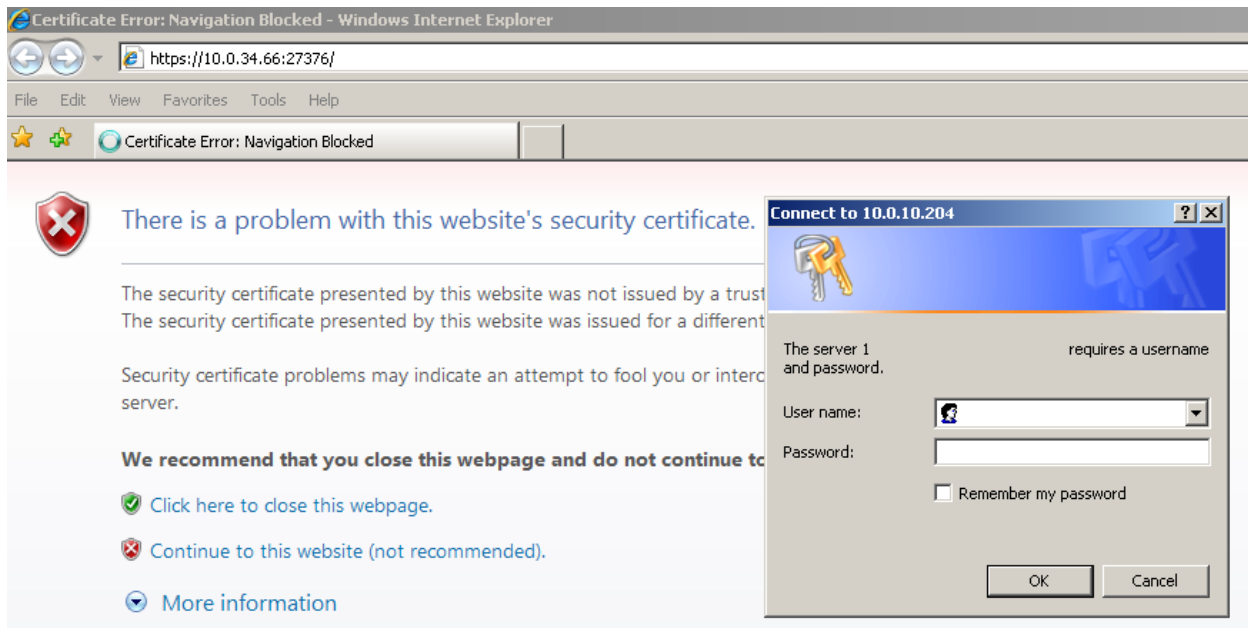 Certificate Error: Navigation Blocked - Windows Internet Explorer
https://10.0.34.66:27376/
File Edit View Favorites Tools Help
Certificate Error: Navigation Blocked
There is a problem with this website's security certificate.
The security certificate presented by this website was not issued by a trust
The security certificate presented by this website was issued for a different
Security certificate problems may indicate an attempt to fool you or interc
server.
We recommend that you close this webpage and do not continue to
Click here to close this webpage.
Continue to this website (not recommended).
More information
Connect to 10.0.10.204
The server 1 requires a username
and password.
User name:
Password:
Remember my password
OK Cancel